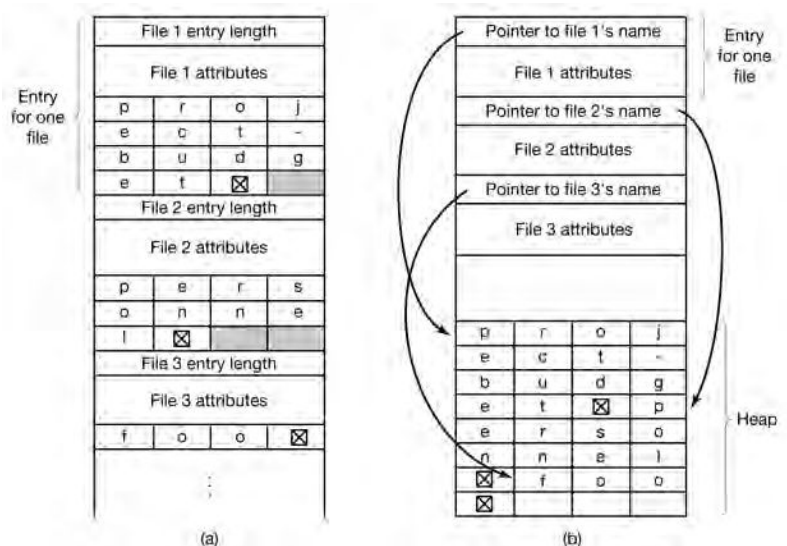 File 1 entry length
File 1 attributes
p r o j
e c t -
b u d g
e t
File 2 entry length
File 2 attributes
p e r s
o n n e
l
File 3 entry length
File 3 attributes
f o o
Entry
for one
file
(a)
Pointer to file 1's name
File 1 attributes
Pointer to file 2's name
File 2 attributes
Pointer to file 3's name
File 3 attributes
p r o j
e c t -
b u d g
e t p
e r s o
n n e l
f o o
Entry
for one
file
Heap
(b)